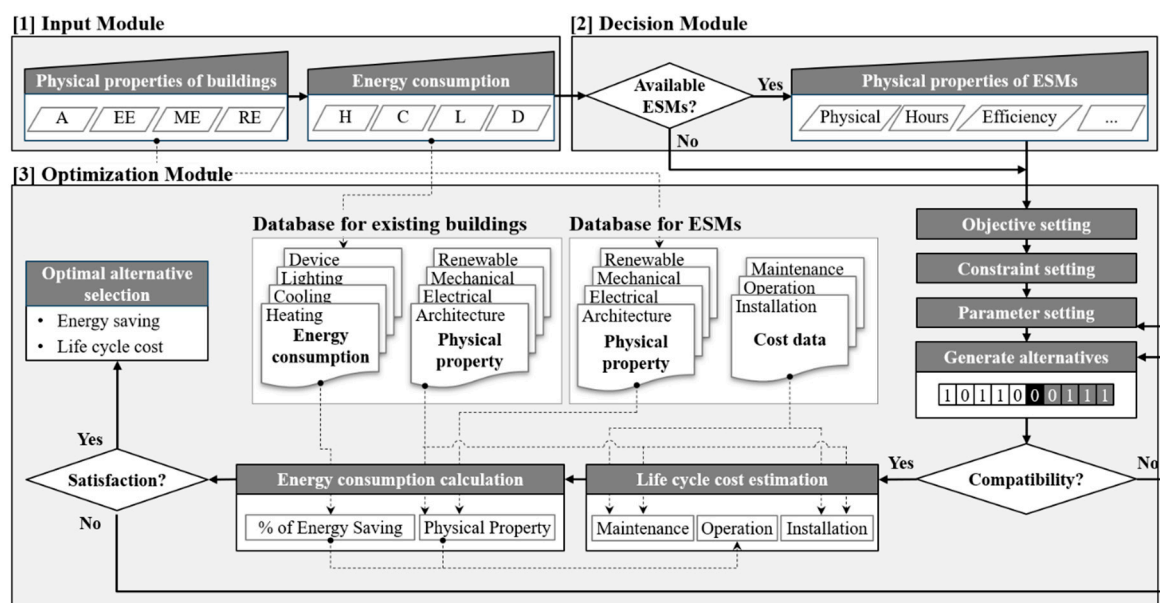 [1] Input Module
Physical properties of buildings
A
EE
ME
RE
Energy consumption
H
C
L
D
[2] Decision Module
Available
ESMs?
Yes
No
Physical properties of ESMs
Physical
Hours
Efficiency
...
[3] Optimization Module
Database for existing buildings
Device
Lighting
Cooling
Heating
Energy
consumption
Renewable
Mechanical
Electrical
Architecture
Physical
property
Database for ESMs
Renewable
Mechanical
Electrical
Architecture
Physical
property
Maintenance
Operation
Installation
Cost data
Objective setting
Constraint setting
Parameter setting
Generate alternatives
1 0 1 1 0 0 0 0 1 1 1
Compatibility?
Yes
No
Life cycle cost estimation
Maintenance
Operation
Installation
Energy consumption calculation
% of Energy Saving
Physical Property
Satisfaction?
Yes
No
Optimal alternative
selection
• Energy saving
• Life cycle cost